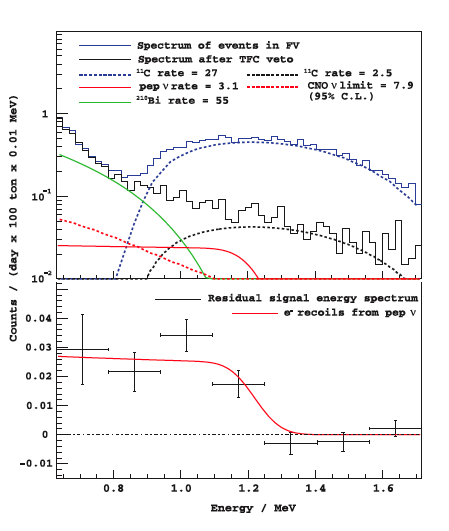 Spectrum of events in FV
Spectrum after TFC veto
¹¹C rate = 27
¹¹C rate = 2.5
pep ν rate = 3.1
CNO ν limit = 7.9
(95% C.L.)
²¹⁰Bi rate = 55
1
10⁻¹
10⁻²
Counts / (day x 100 ton x 0.01 MeV)
Residual signal energy spectrum
e⁻ recoils from pep ν
0.04
0.03
0.02
0.01
0
-0.01
0.8 1.0 1.2 1.4 1.6
Energy / MeV